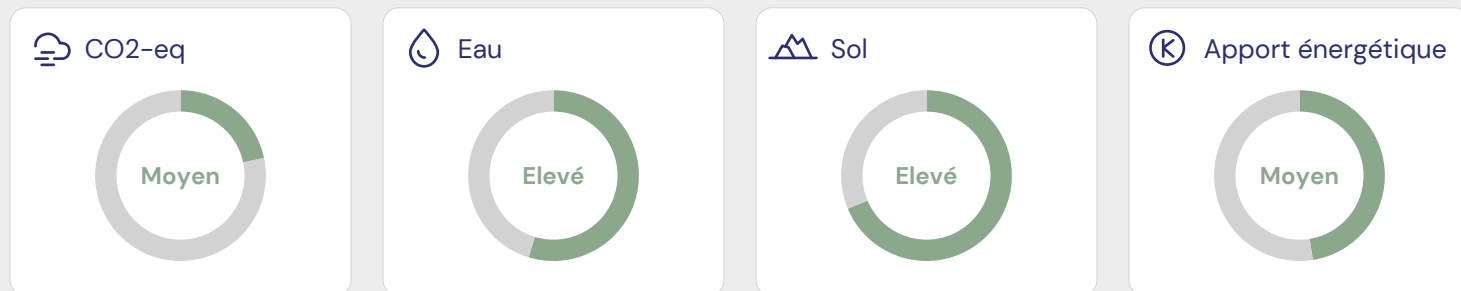 CO2-eq
Moyen
Eau
Elevé
Sol
Elevé
Apport énergétique
Moyen